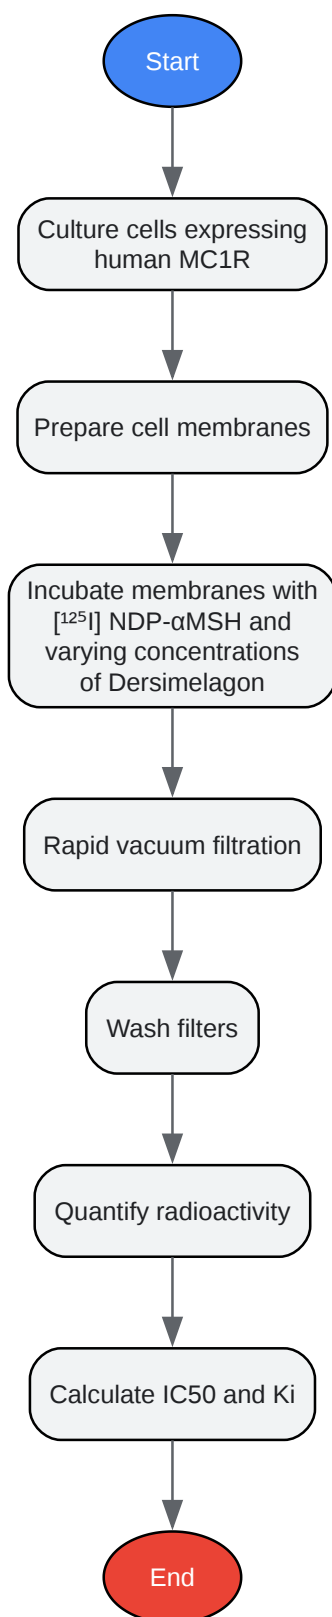 Start
Culture cells expressing
human MC1R
Prepare cell membranes
Incubate membranes with
[¹²⁵I] NDP-αMSH and
varying concentrations
of Dersimelagon
Rapid vacuum filtration
Wash filters
Quantify radioactivity
Calculate IC50 and Ki
End